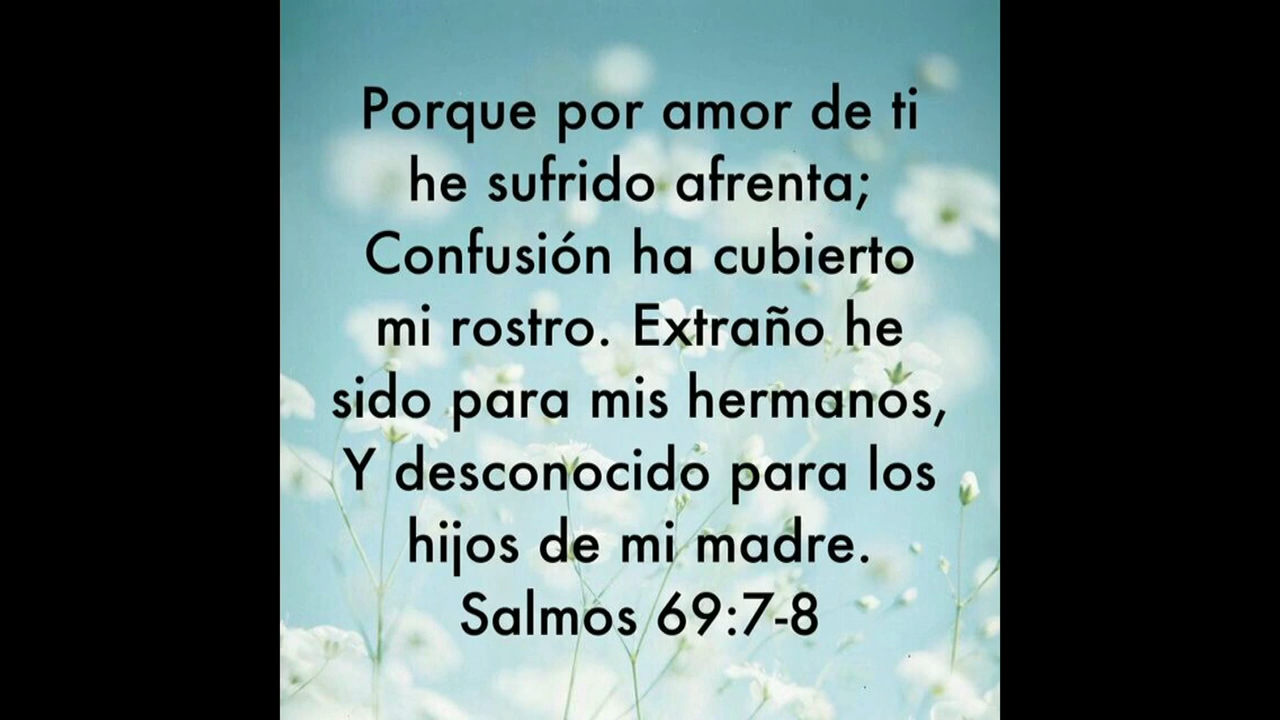 Porque por amor de ti
he sufrido afrenta;
Confusión ha cubierto
mi rostro. Extraño he
sido para mis hermanos,
Y desconocido para los
hijos de mi madre.
Salmos 69:7-8